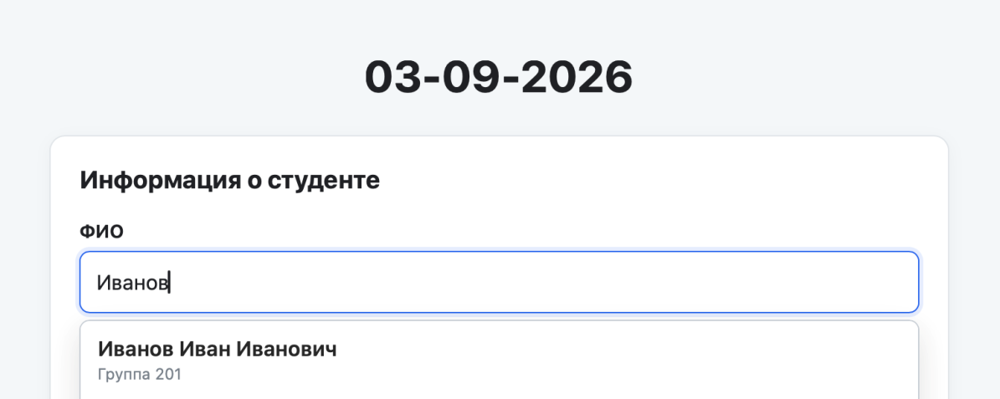 03-09-2026
Информация о студенте
ФИО
Иванов
Иванов Иван Иванович
Группа 201